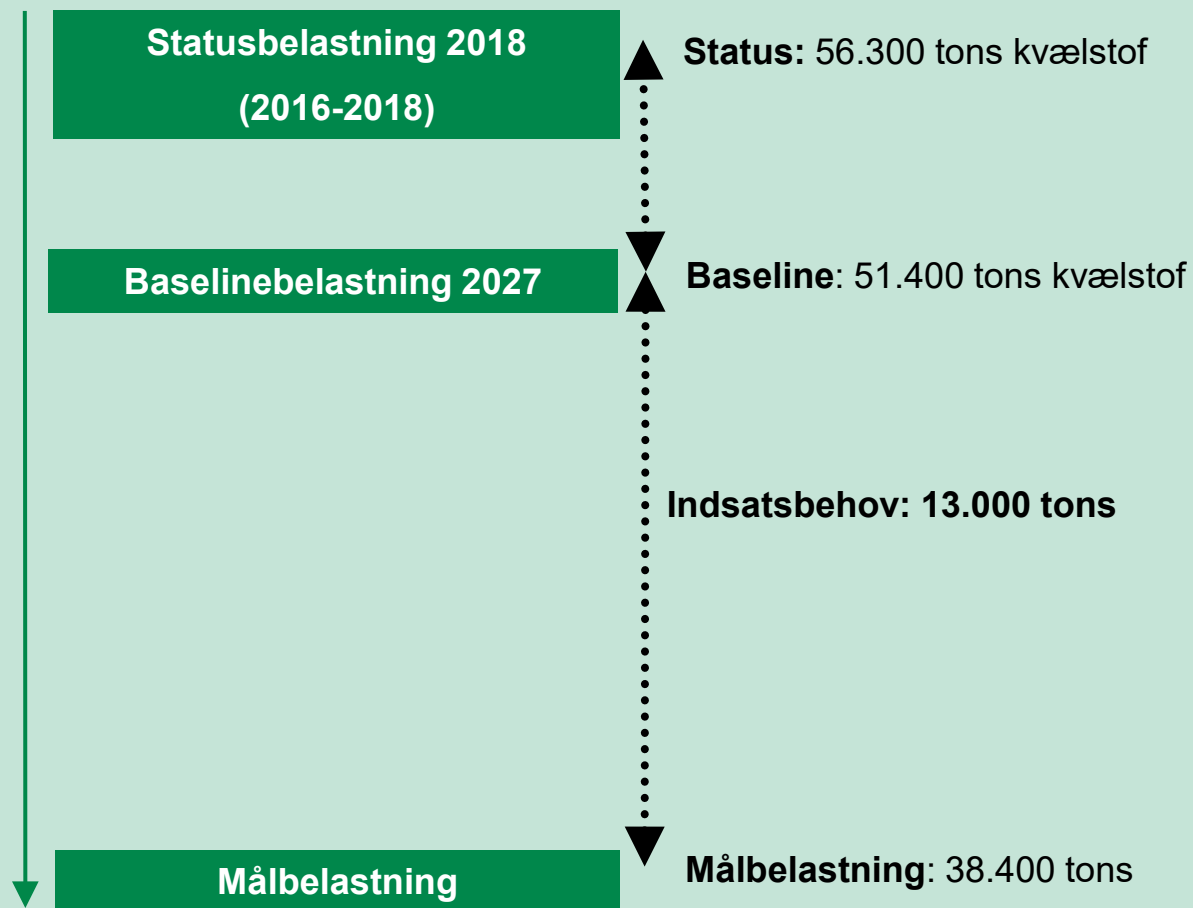 Statusbelastning 2018
(2016-2018)
Status: 56.300 tons kvælstof
Baselinebelastning 2027
Baseline: 51.400 tons kvælstof
Indsatsbehov: 13.000 tons
Målbelastning
Målbelastning: 38.400 tons